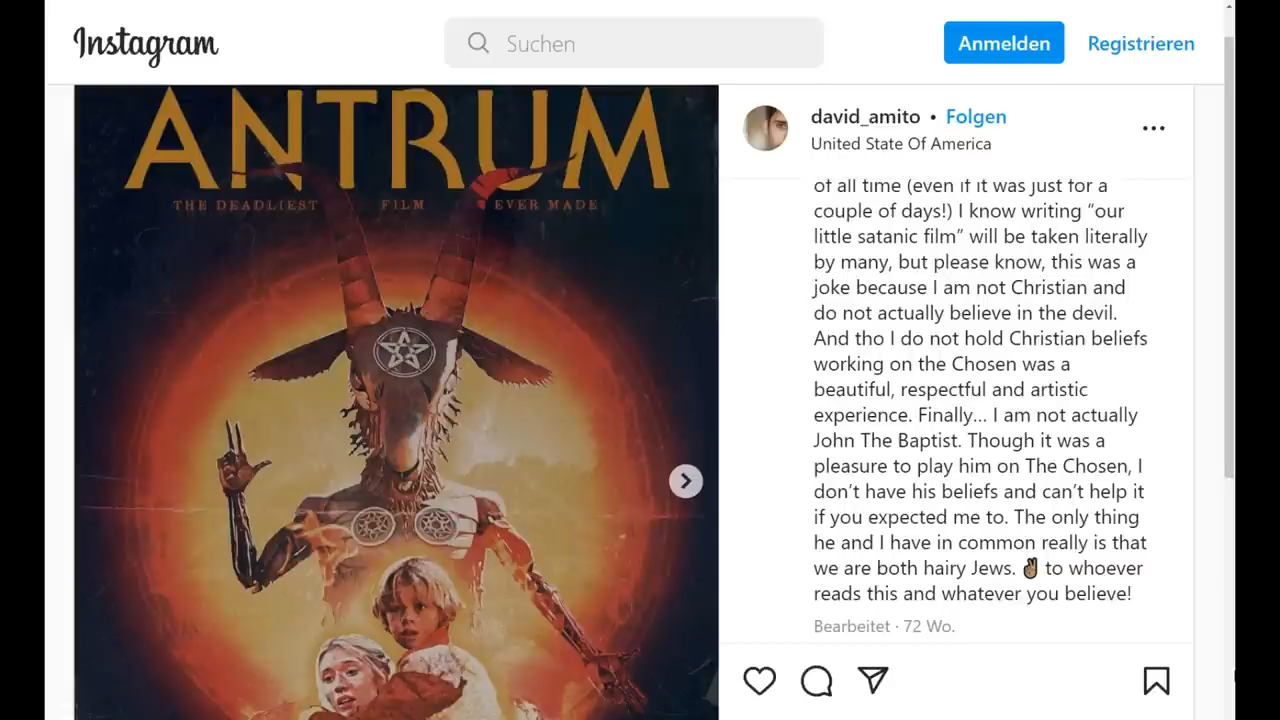 Instagram
Suchen
Anmelden
Registrieren
ANTRUM
THE DEADLIEST FILM EVER MADE
david_amito • Folgen
United State Of America
of all time (even if it was just for a
couple of days!) I know writing “our
little satanic film” will be taken literally
by many, but please know, this was a
joke because I am not Christian and
do not actually believe in the devil.
And tho I do not hold Christian beliefs
working on the Chosen was a
beautiful, respectful and artistic
experience. Finally... I am not actually
John The Baptist. Though it was a
pleasure to play him on The Chosen, I
don’t have his beliefs and can’t help it
if you expected me to. The only thing
he and I have in common really is that
we are both hairy Jews. ✌🏾 to whoever
reads this and whatever you believe!
Bearbeitet · 72 Wo.